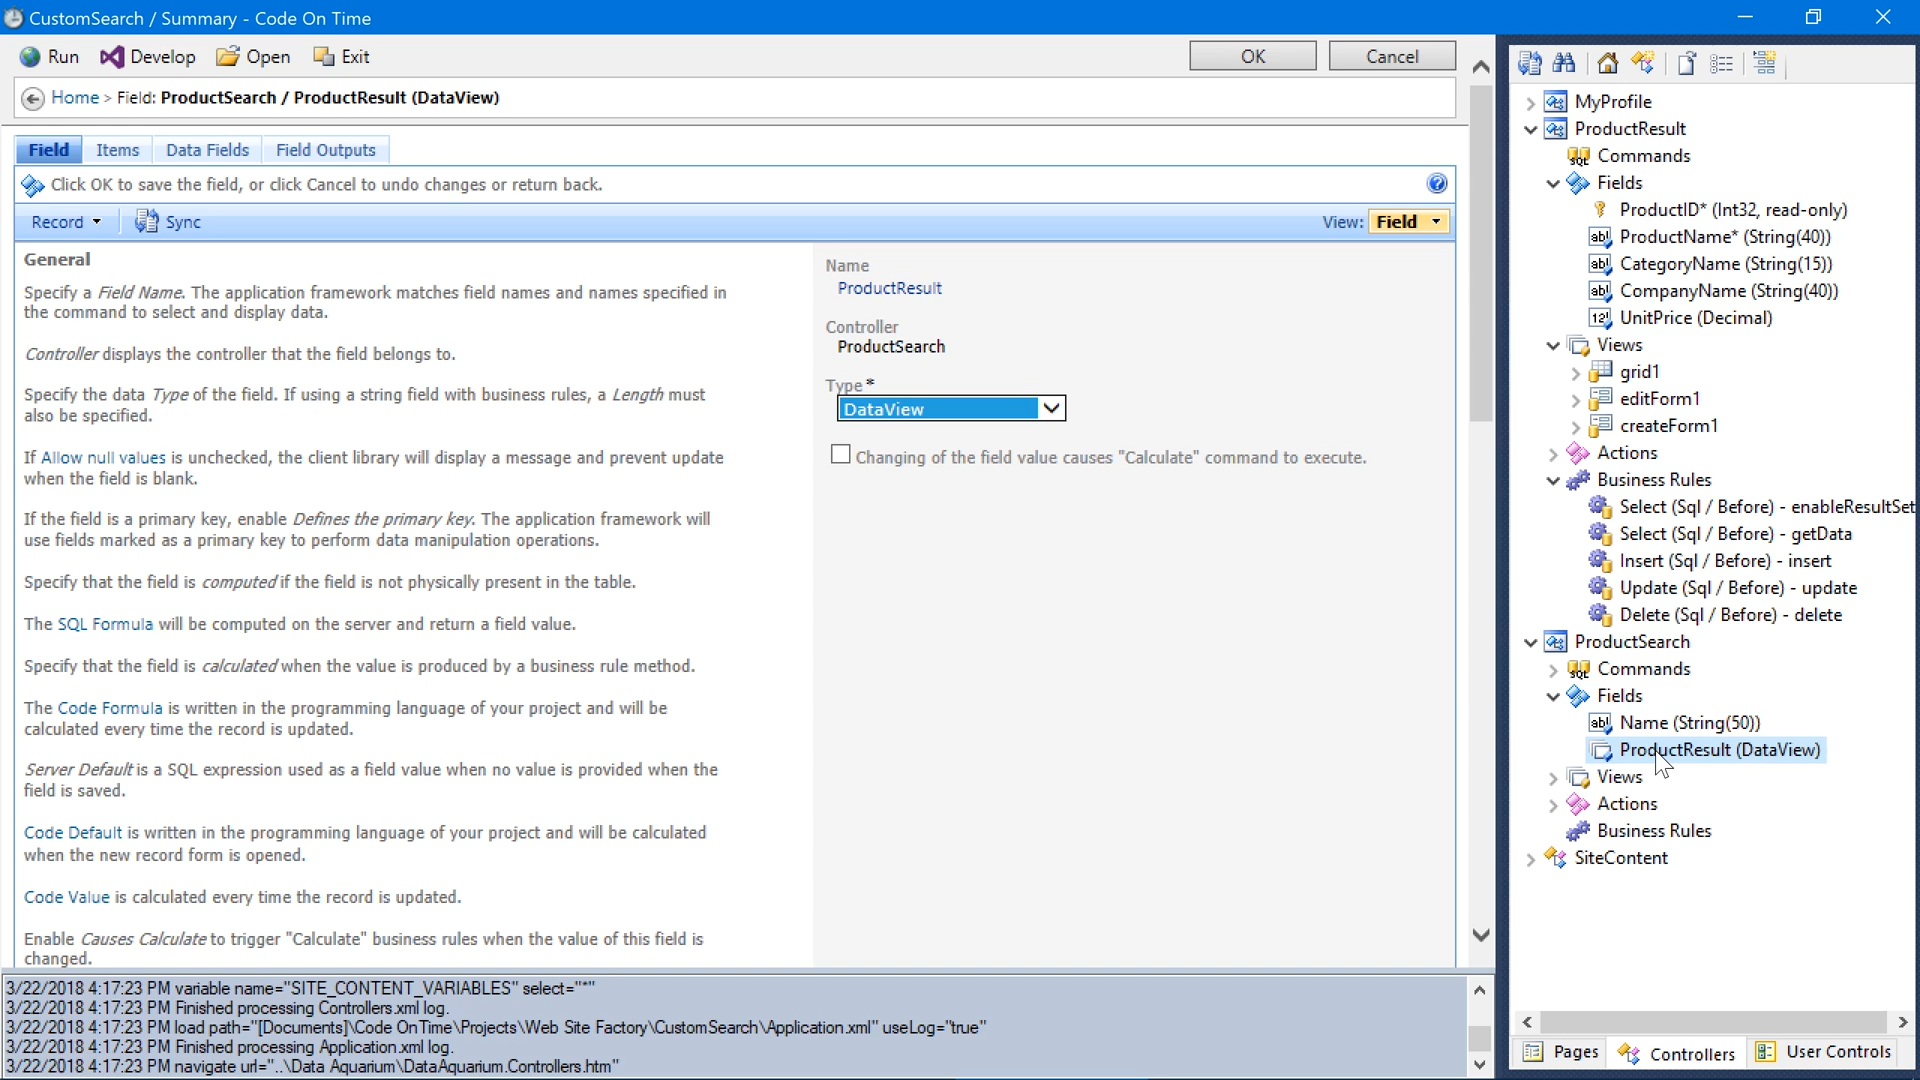 CustomSearch / Summary - Code On Time
Run Develop Open Exit OK Cancel
Home > Field: ProductSearch / ProductResult (DataView)
Field Items Data Fields Field Outputs
Click OK to save the field, or click Cancel to undo changes or return back.
Record Sync View: Field
General
Specify a Field Name. The application framework matches field names and names specified in
the command to select and display data.
Controller displays the controller that the field belongs to.
Specify the data Type of the field. If using a string field with business rules, a Length must
also be specified.
If Allow null values is unchecked, the client library will display a message and prevent update
when the field is blank.
If the field is a primary key, enable Defines the primary key. The application framework will
use fields marked as a primary key to perform data manipulation operations.
Specify that the field is computed if the field is not physically present in the table.
The SQL Formula will be computed on the server and return a field value.
Specify that the field is calculated when the value is produced by a business rule method.
The Code Formula is written in the programming language of your project and will be
calculated every time the record is updated.
Server Default is a SQL expression used as a field value when no value is provided when the
field is saved.
Code Default is written in the programming language of your project and will be calculated
when the new record form is opened.
Code Value is calculated every time the record is updated.
Enable Causes Calculate to trigger "Calculate" business rules when the value of this field is
changed.
Name
ProductResult
Controller
ProductSearch
Type *
DataView
Changing of the field value causes "Calculate" command to execute.
3/22/2018 4:17:23 PM variable name="SITE_CONTENT_VARIABLES" select="*"
3/22/2018 4:17:23 PM Finished processing Controllers.xml log.
3/22/2018 4:17:23 PM load path="[Documents]\Code OnTime\Projects\Web Site Factory\CustomSearch\Application.xml" useLog="true"
3/22/2018 4:17:23 PM Finished processing Application.xml log.
3/22/2018 4:17:23 PM navigate url="..\Data Aquarium\DataAquarium.Controllers.htm"
MyProfile
ProductResult
Commands
Fields
ProductID* (Int32, read-only)
ProductName* (String(40))
CategoryName (String(15))
CompanyName (String(40))
UnitPrice (Decimal)
Views
grid1
editForm1
createForm1
Actions
Business Rules
Select (Sql / Before) - enableResultSet
Select (Sql / Before) - getData
Insert (Sql / Before) - insert
Update (Sql / Before) - update
Delete (Sql / Before) - delete
ProductSearch
Commands
Fields
Name (String(50))
ProductResult (DataView)
Views
Actions
Business Rules
SiteContent
Pages Controllers User Controls